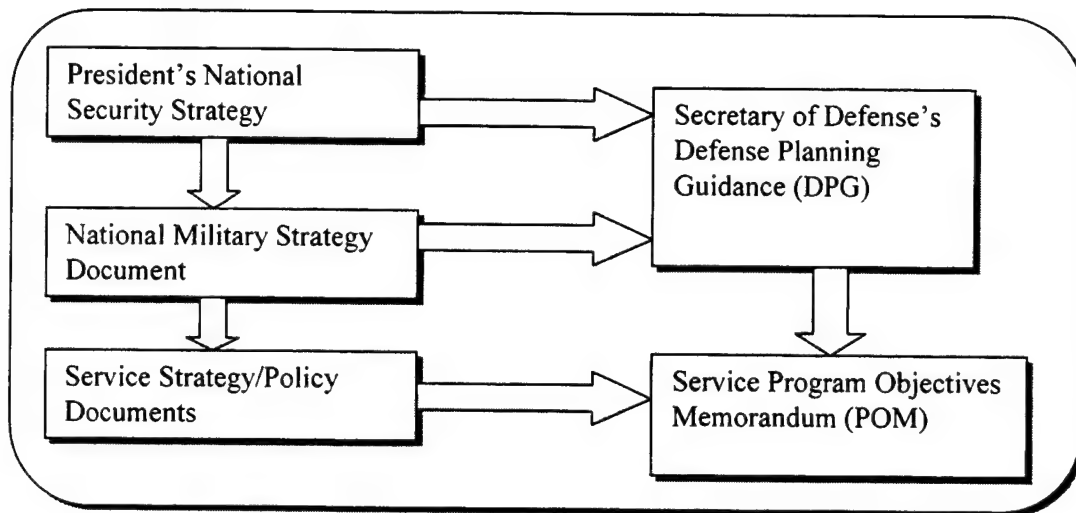 President's National
Security Strategy
Secretary of Defense's
Defense Planning
Guidance (DPG)
National Military Strategy
Document
Service Strategy/Policy
Documents
Service Program Objectives
Memorandum (POM)